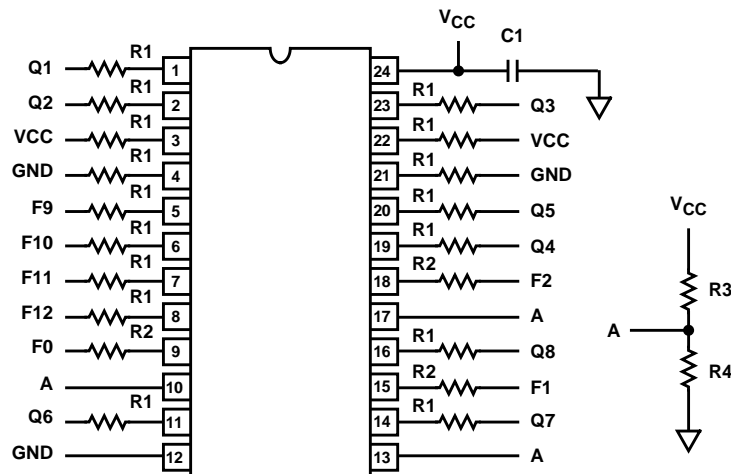 VCC C1
Q1 R1 1 24
Q2 R1 2 23 R1 Q3
VCC R1 3 22 R1 VCC
GND R1 4 21 R1 GND
F9 R1 5 20 R1 Q5
F10 R1 6 19 R1 Q4
F11 R1 7 18 R2 F2
F12 R1 8 17 A
F0 R2 9 16 R1 Q8
A 10 15 R2 F1
Q6 R1 11 14 R1 Q7
GND 12 13 A
VCC
R3
A
R4